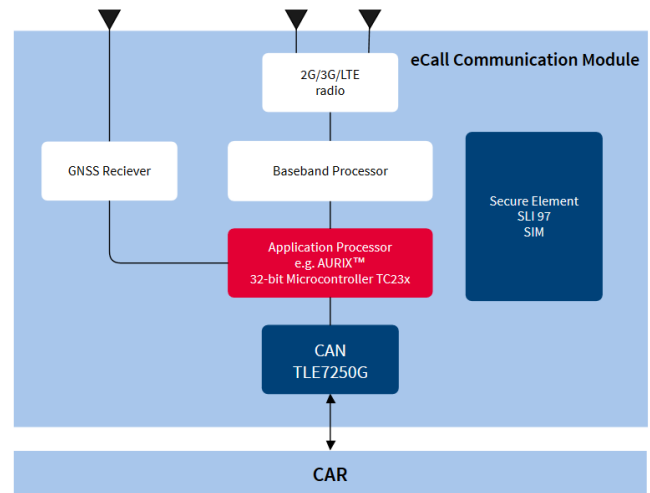 eCall Communication Module
2G/3G/LTE
radio
GNSS Reciever
Baseband Processor
Secure Element
SLI 97
SIM
Application Processor
e.g. AURIX™
32-bit Microcontroller TC23x
CAN
TLE7250G
CAR